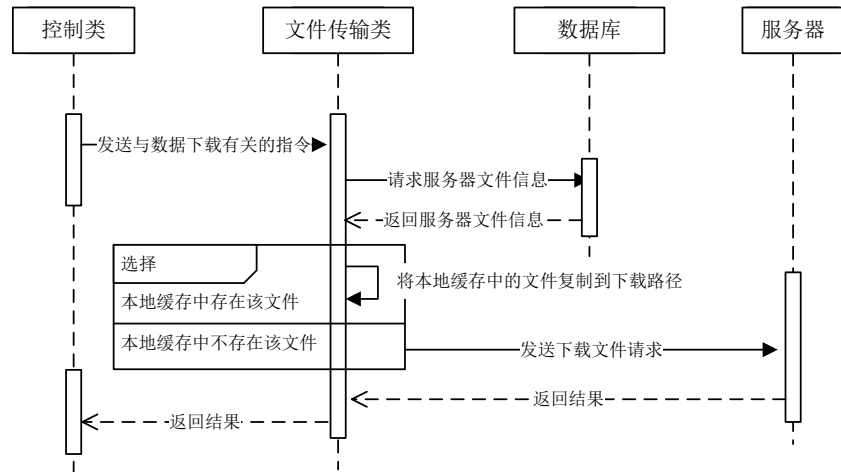 控制类
文件传输类
数据库
服务器
发送与数据下载有关的指令
请求服务器文件信息
返回服务器文件信息
选择
将本地缓存中的文件复制到下载路径
本地缓存中存在该文件
本地缓存中不存在该文件
发送下载文件请求
返回结果
返回结果